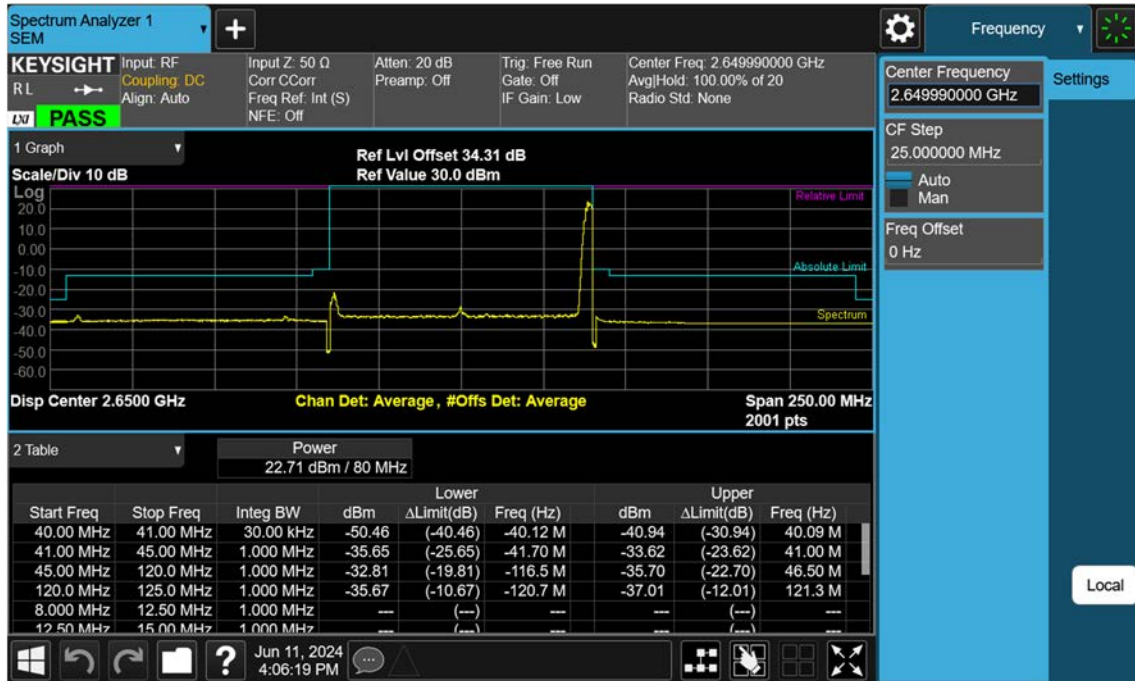 Spectrum Analyzer 1
SEM
Frequency
KEYSIGHT
R L
LXI PASS
Input: RF
Coupling: DC
Align: Auto
Input Z: 50 Ω
Corr CCorr
Freq Ref: Int (S)
NFE: Off
Atten: 20 dB
Preamp: Off
Trig: Free Run
Gate: Off
IF Gain: Low
Center Freq: 2.649990000 GHz
Avg|Hold: 100.00% of 20
Radio Std: None
Center Frequency
2.649990000 GHz
Settings
CF Step
25.000000 MHz
Auto
Man
Freq Offset
0 Hz
1 Graph
Scale/Div 10 dB
Ref Lvl Offset 34.31 dB
Ref Value 30.0 dBm
Log
20.0
10.0
0.00
-10.0
-20.0
-30.0
-40.0
-50.0
-60.0
Relative Limit
Absolute Limit
Spectrum
Disp Center 2.6500 GHz
Chan Det: Average, #Offs Det: Average
Span 250.00 MHz
2001 pts
2 Table
Power
22.71 dBm / 80 MHz
Lower Upper
Start Freq Stop Freq Integ BW dBm ΔLimit(dB) Freq (Hz) dBm ΔLimit(dB) Freq (Hz)
40.00 MHz 41.00 MHz 30.00 kHz -50.46 (-40.46) -40.12 M -40.94 (-30.94) 40.09 M
41.00 MHz 45.00 MHz 1.000 MHz -35.65 (-25.65) -41.70 M -33.62 (-23.62) 41.00 M
45.00 MHz 120.0 MHz 1.000 MHz -32.81 (-19.81) -116.5 M -35.70 (-22.70) 46.50 M
120.0 MHz 125.0 MHz 1.000 MHz -35.67 (-10.67) -120.7 M -37.01 (-12.01) 121.3 M
8.000 MHz 12.50 MHz 1.000 MHz --- (---) --- --- (---) ---
12.50 MHz 15.00 MHz 1.000 MHz --- (---) --- --- (---) ---
Local
?
Jun 11, 2024
4:06:19 PM